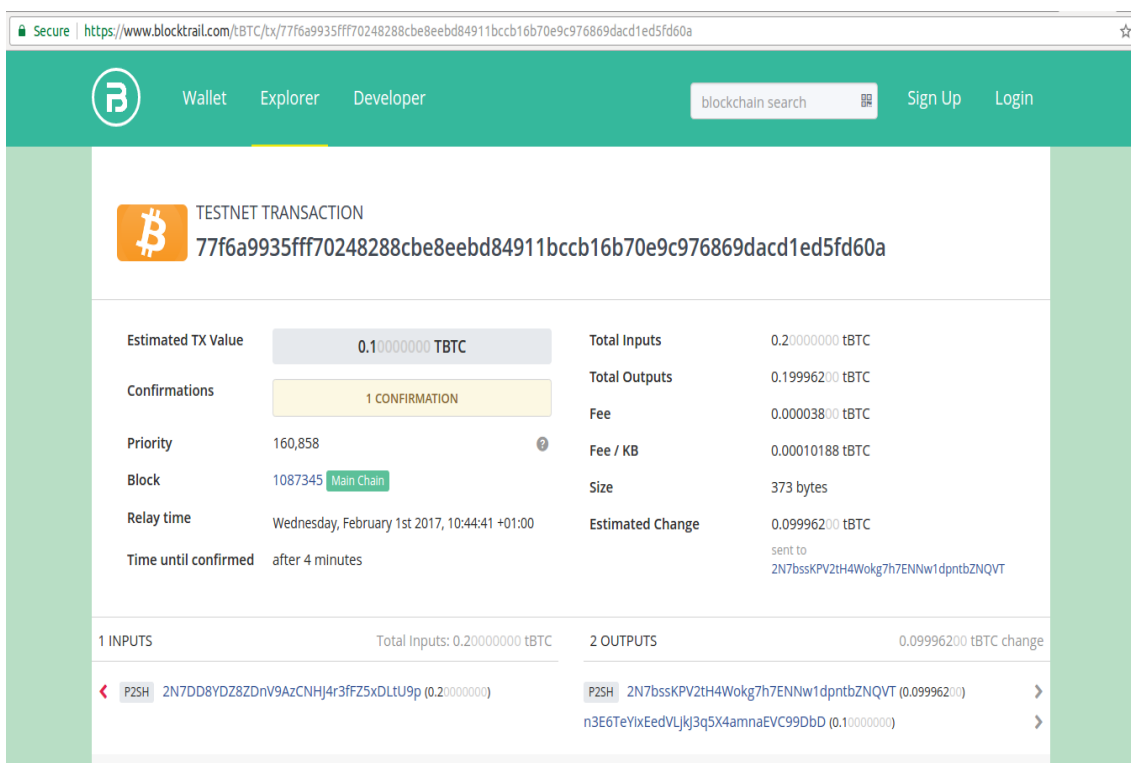 Secure | https://www.blocktrail.com/tBTC/tx/77f6a9935fff70248288cbe8eebd84911bccb16b70e9c976869dacd1ed5fd60a
Wallet Explorer Developer blockchain search Sign Up Login
TESTNET TRANSACTION
77f6a9935fff70248288cbe8eebd84911bccb16b70e9c976869dacd1ed5fd60a
Estimated TX Value 0.10000000 TBTC
Confirmations 1 CONFIRMATION
Priority 160,858
Block 1087345 Main Chain
Relay time Wednesday, February 1st 2017, 10:44:41 +01:00
Time until confirmed after 4 minutes
Total Inputs 0.20000000 tBTC
Total Outputs 0.19996200 tBTC
Fee 0.00003800 tBTC
Fee / KB 0.00010188 tBTC
Size 373 bytes
Estimated Change 0.09996200 tBTC
sent to
2N7bssKPV2tH4Wokg7h7ENNw1dpntbZNQVT
1 INPUTS Total Inputs: 0.20000000 tBTC
P2SH 2N7DD8YDZ8ZDnV9AzCNHJ4r3fFZ5xDLtU9p (0.20000000)
2 OUTPUTS 0.09996200 tBTC change
P2SH 2N7bssKPV2tH4Wokg7h7ENNw1dpntbZNQVT (0.09996200)
n3E6TeYixEedVLjkJ3q5X4amnaEVC99DbD (0.10000000)